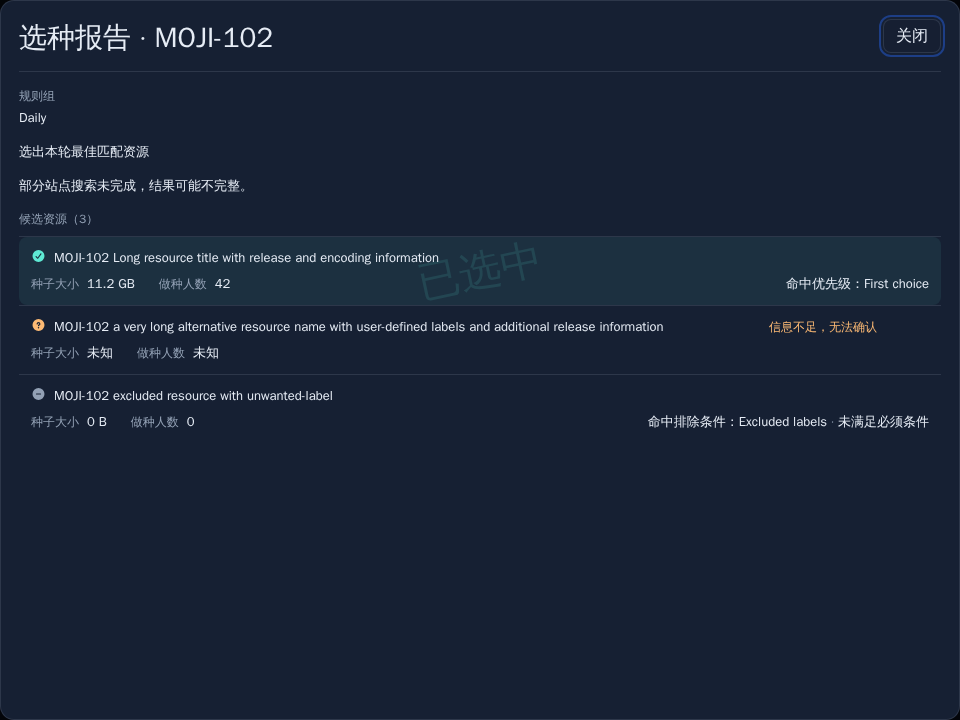 选种报告 · MOJI-102
关闭
规则组
Daily
选出本轮最佳匹配资源
部分站点搜索未完成，结果可能不完整。
候选资源（3）
MOJI-102 Long resource title with release and encoding information
已选中
种子大小 11.2 GB 做种人数 42 命中优先级：First choice
MOJI-102 a very long alternative resource name with user-defined labels and additional release information 信息不足，无法确认
种子大小 未知 做种人数 未知
MOJI-102 excluded resource with unwanted-label
种子大小 0 B 做种人数 0 命中排除条件：Excluded labels · 未满足必须条件